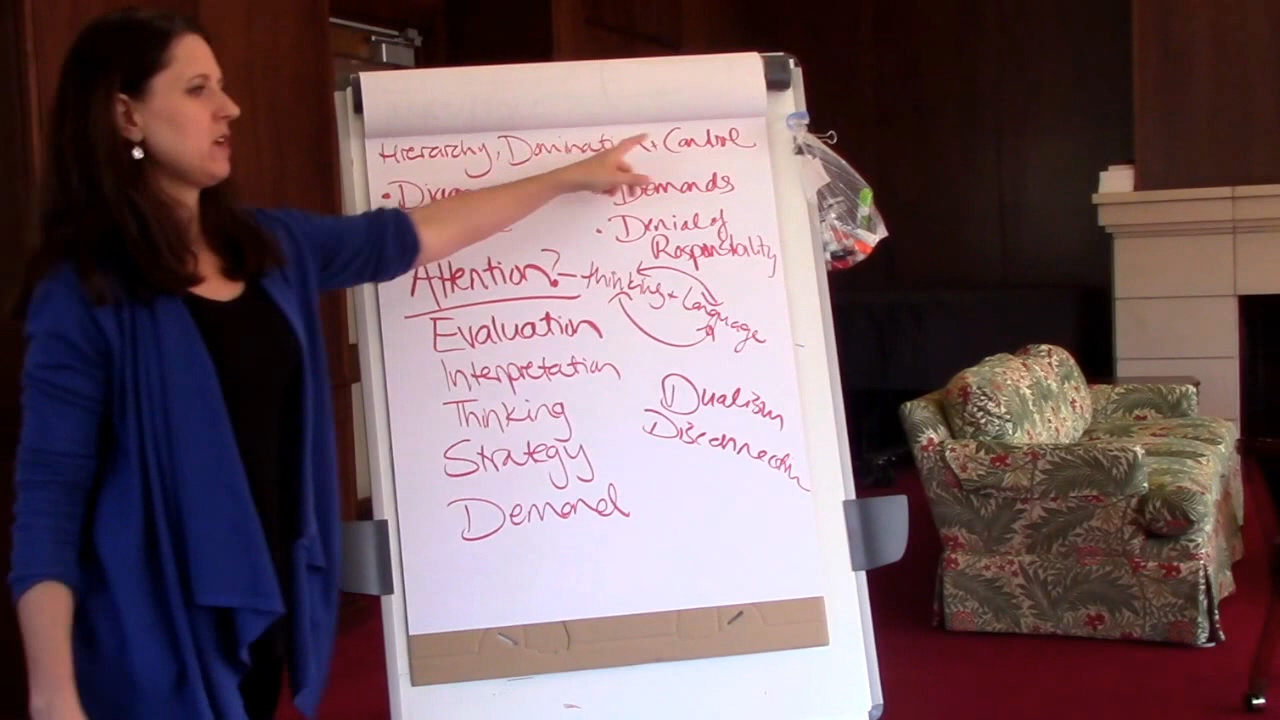 Hierarchy, Domination + Control
• Demands
• Denial of
Responsibility
Attention? - thinking + Language
Evaluation
Interpretation
Thinking
Strategy
Demand
Dualism
Disconnection